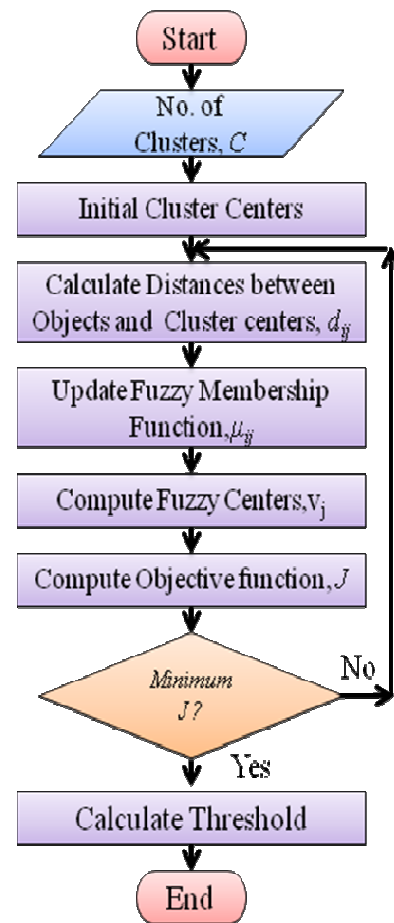 Start
No. of
Clusters, C
Initial Cluster Centers
Calculate Distances between
Objects and Cluster centers, dij
Update Fuzzy Membership
Function,μij
Compute Fuzzy Centers,vj
Compute Objective function, J
Minimum
J ?
No
Yes
Calculate Threshold
End